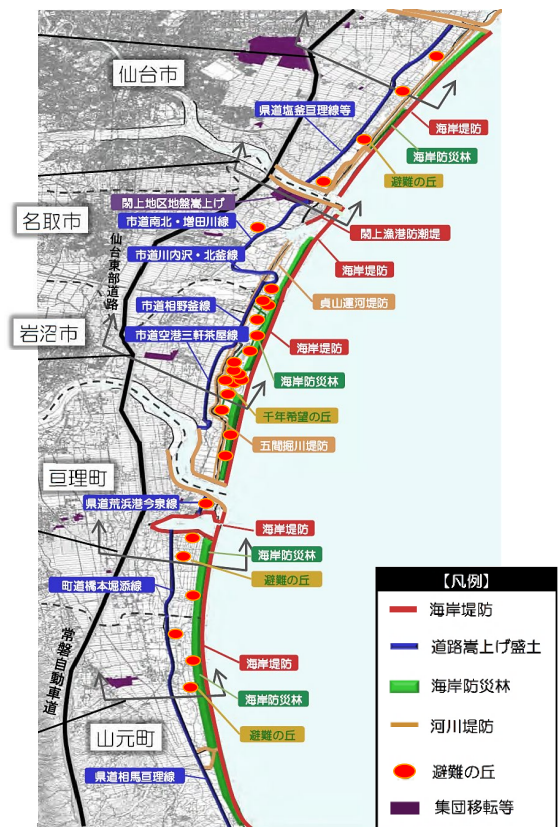 仙台市
県道塩釜亘理線等
海岸堤防
海岸防災林
避難の丘
閖上地区地盤嵩上げ
名取市
市道南北・増田川線
閖上漁港防潮堤
仙台東部道路
市道川内沢・北釜線
海岸堤防
貞山運河堤防
市道相野釜線
岩沼市
市道空港三軒茶屋線
海岸堤防
海岸防災林
千年希望の丘
五間堀川堤防
亘理町
県道荒浜港今泉線
海岸堤防
海岸防災林
町道橋本堀添線
避難の丘
常磐自動車道
海岸堤防
海岸防災林
山元町
避難の丘
県道相馬亘理線
【凡例】
海岸堤防
道路嵩上げ盛土
海岸防災林
河川堤防
避難の丘
集団移転等